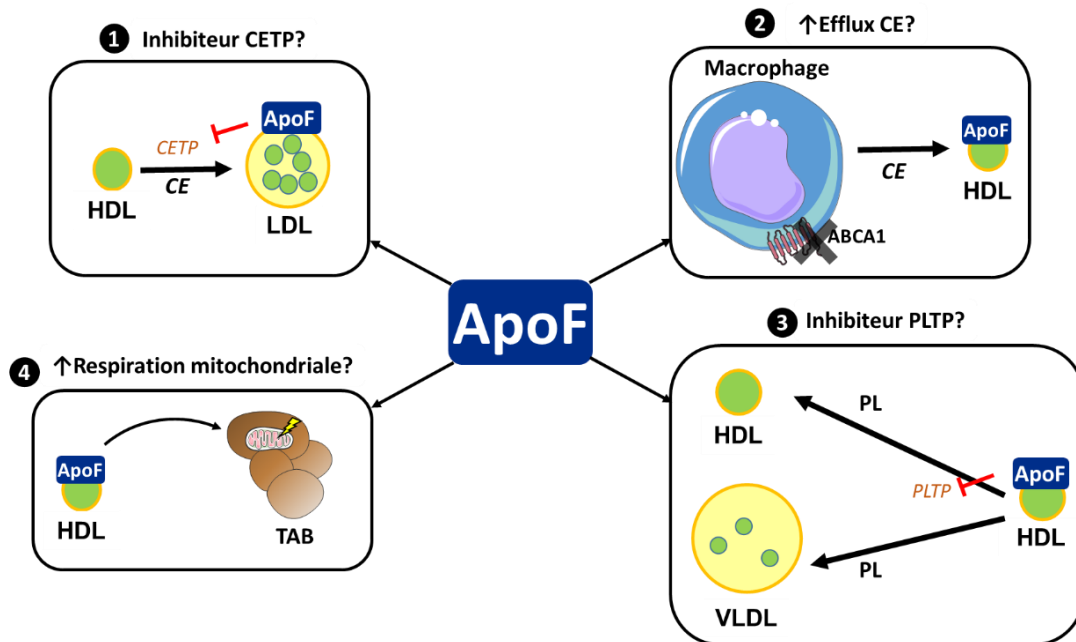 1 Inhibiteur CETP?
ApoF
CETP
CE
HDL
LDL
2 ↑Efflux CE?
Macrophage
ApoF
CE
HDL
ABCA1
ApoF
3 Inhibiteur PLTP?
PL
HDL
ApoF
PLTP
HDL
PL
VLDL
4 ↑Respiration mitochondriale?
ApoF
HDL
TAB